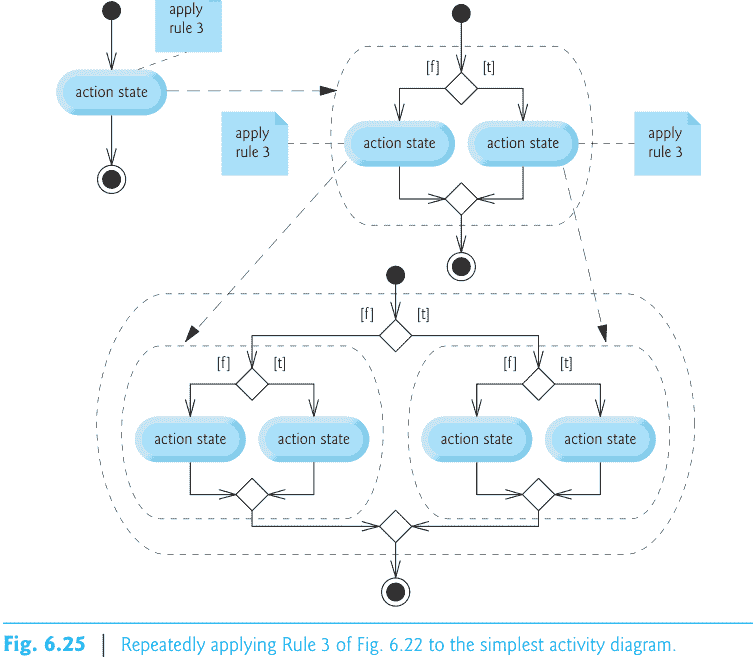 apply
rule 3
action state
[f] [t]
apply
rule 3
action state
action state
apply
rule 3
[f] [t]
[f] [t]
[f] [t]
action state
action state
action state
action state
Fig. 6.25 | Repeatedly applying Rule 3 of Fig. 6.22 to the simplest activity diagram.